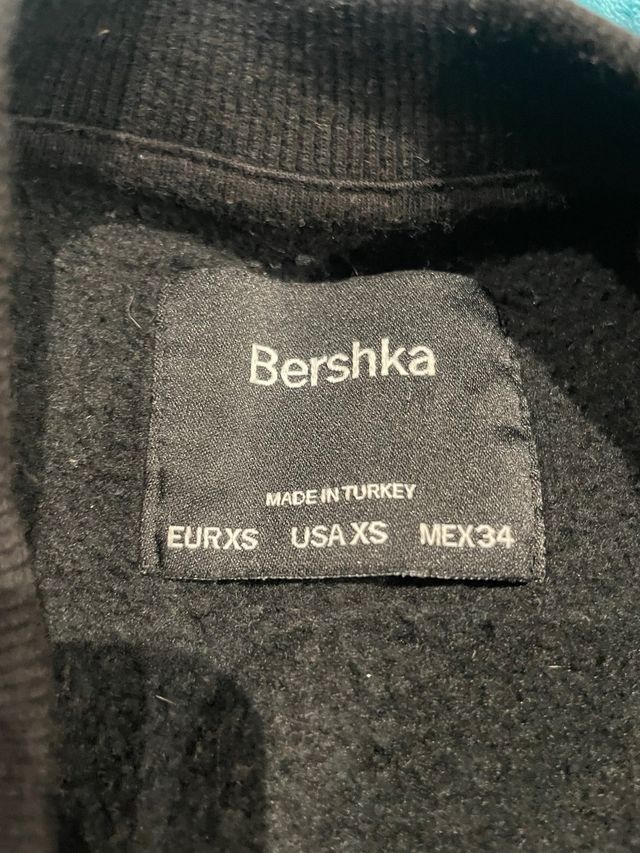 Bershka
MADE IN TURKEY
EUR XS USA XS MEX 34